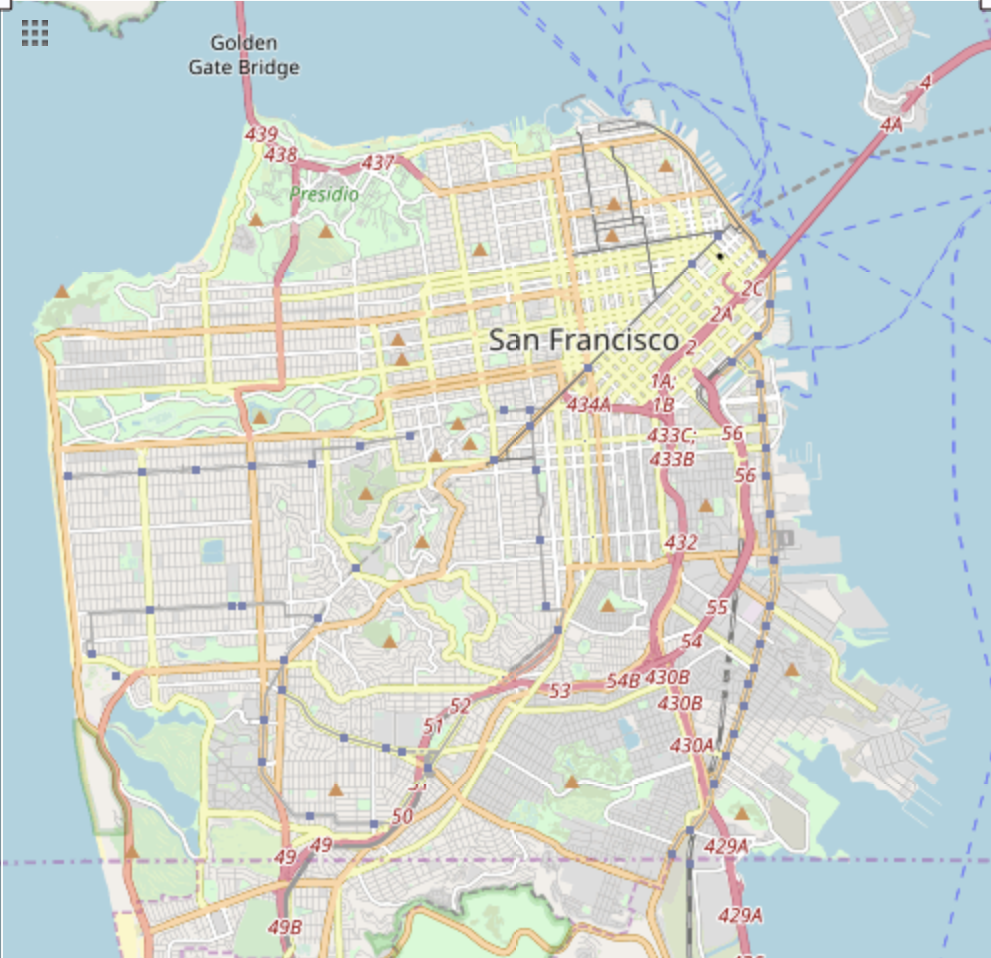 Golden
Gate Bridge
4
4A
439
438
437
Presidio
2C
2A
San Francisco
2
1A;
1B
434A
433C;
433B
56
56
432
55
54
430B
54B
53
430B
52
51
430A
50
49
49
429A
429A
49B